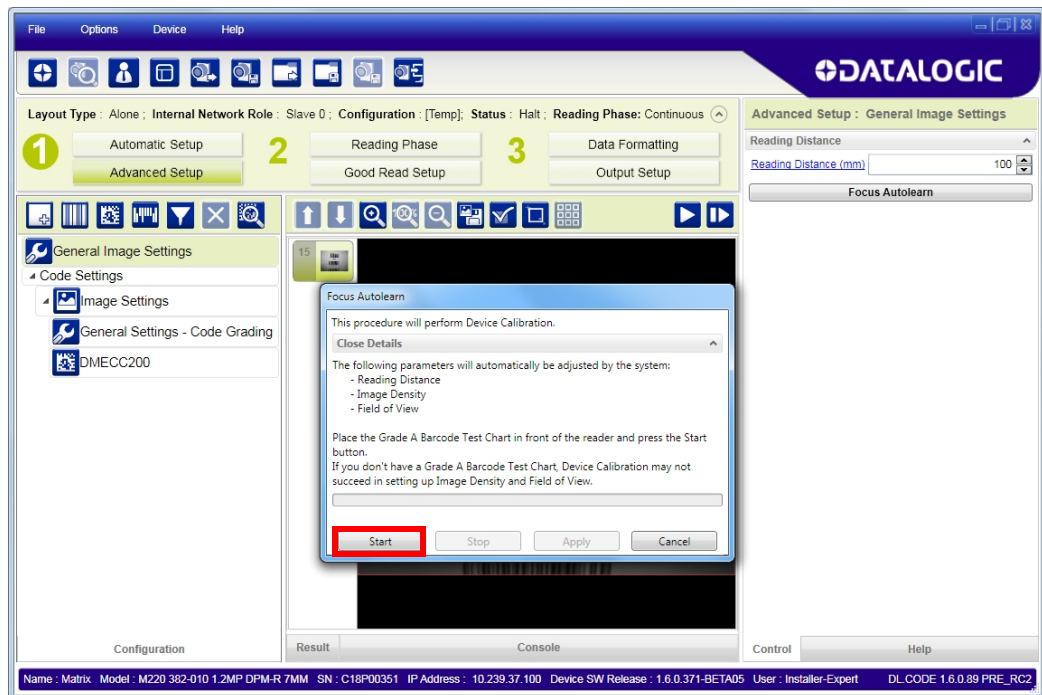 File Options Device Help
DATALOGIC
Layout Type : Alone ; Internal Network Role : Slave 0 ; Configuration : [Temp]; Status : Halt ; Reading Phase: Continuous
1 Automatic Setup 2 Reading Phase 3 Data Formatting
Advanced Setup Good Read Setup Output Setup
Advanced Setup : General Image Settings
Reading Distance
Reading Distance (mm) 100
Focus Autolearn
General Image Settings
Code Settings
Image Settings
General Settings - Code Grading
DMECC200
15
Focus Autolearn
This procedure will perform Device Calibration.
Close Details
The following parameters will automatically be adjusted by the system:
- Reading Distance
- Image Density
- Field of View
Place the Grade A Barcode Test Chart in front of the reader and press the Start
button.
If you don't have a Grade A Barcode Test Chart, Device Calibration may not
succeed in setting up Image Density and Field of View.
Start Stop Apply Cancel
Configuration
Result Console
Control Help
Name : Matrix Model : M220 382-010 1.2MP DPM-R 7MM SN : C18P00351 IP Address : 10.239.37.100 Device SW Release : 1.6.0.371-BETA05 User : Installer-Expert DL.CODE 1.6.0.89 PRE_RC2